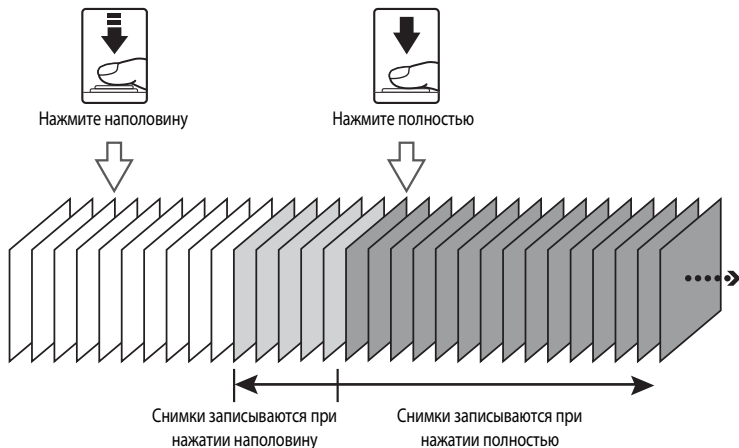 Нажмите наполовину
Нажмите полностью
Снимки записываются при
нажатии наполовину
Снимки записываются при
нажатии полностью